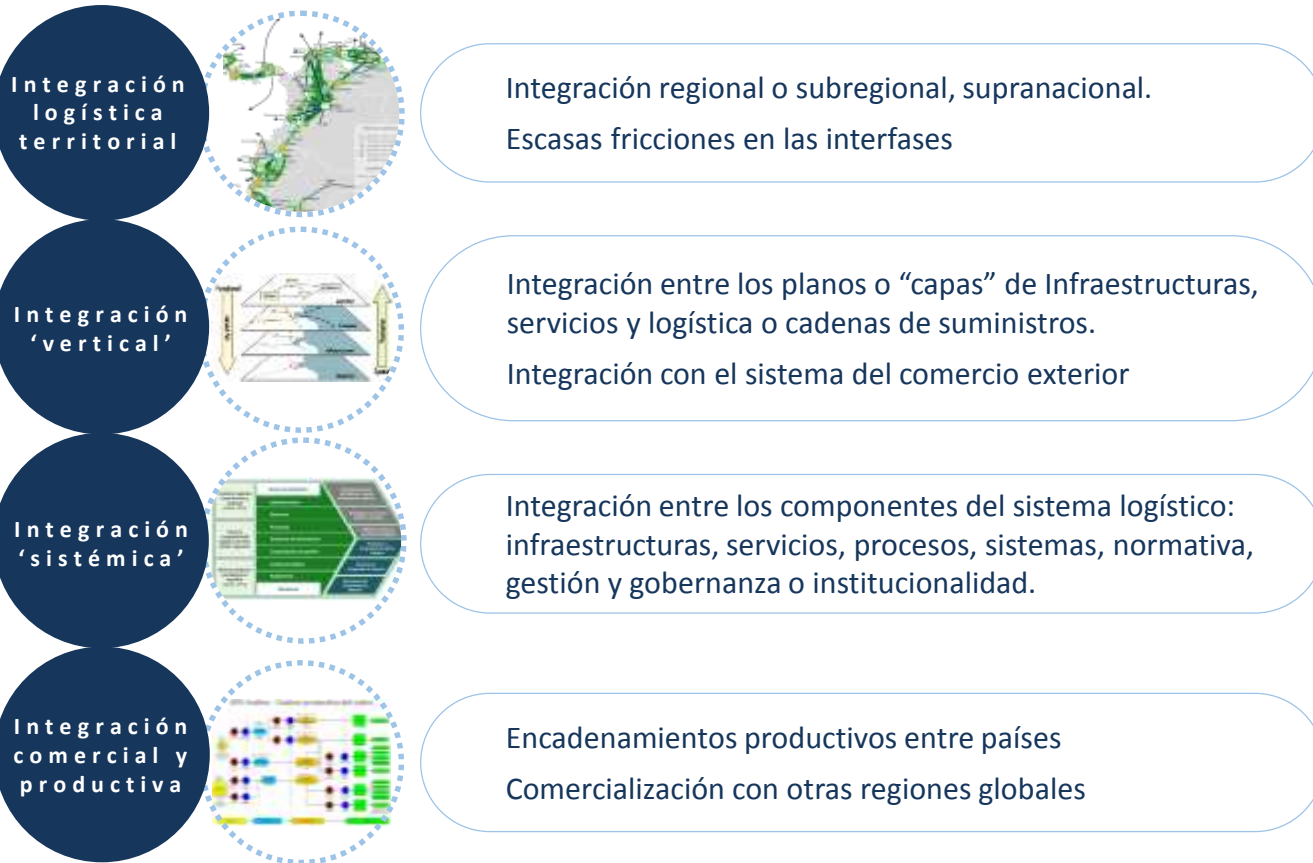 Integración
logística
territorial
Integración regional o subregional, supranacional.
Escasas fricciones en las interfases
Integración
‘vertical’
Integración entre los planos o “capas” de Infraestructuras,
servicios y logística o cadenas de suministros.
Integración con el sistema del comercio exterior
Integración
‘sistémica’
Integración entre los componentes del sistema logístico:
infraestructuras, servicios, procesos, sistemas, normativa,
gestión y gobernanza o institucionalidad.
Integración
comercial y
productiva
Encadenamientos productivos entre países
Comercialización con otras regiones globales